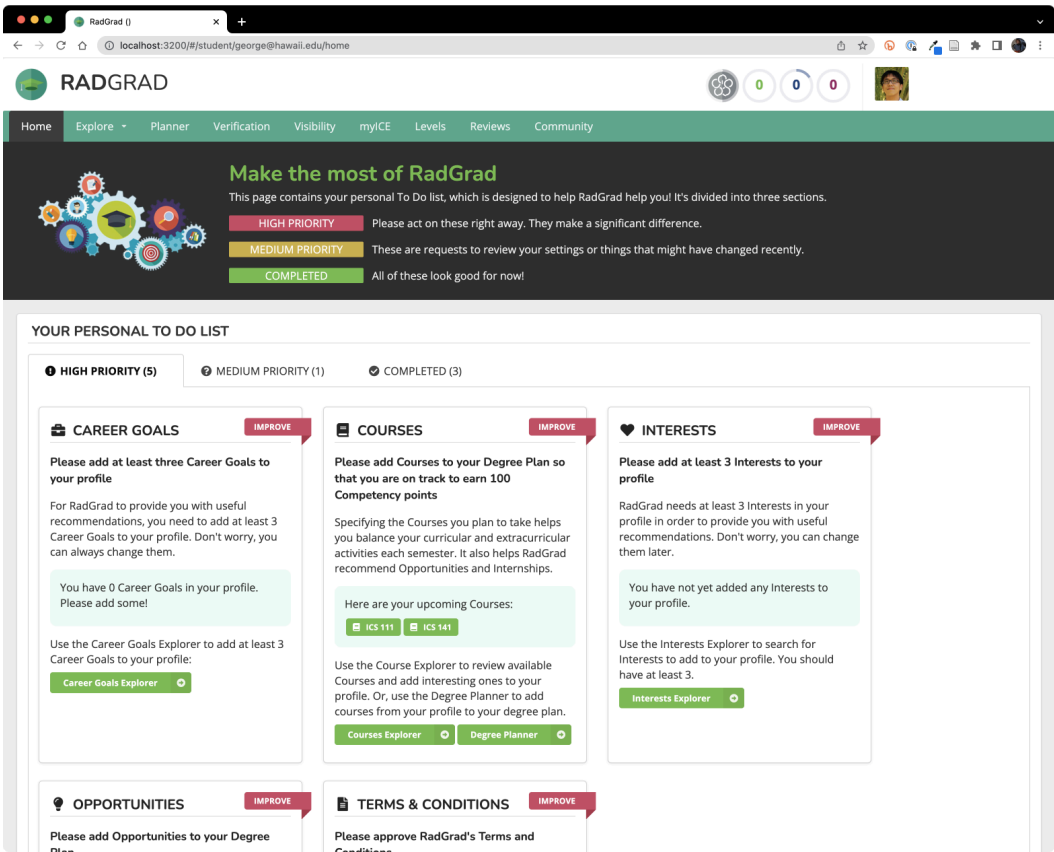 RadGrad ()
localhost:3200/#/student/george@hawaii.edu/home
RADGRAD
0 0 0
Home Explore Planner Verification Visibility myICE Levels Reviews Community
Make the most of RadGrad
This page contains your personal To Do list, which is designed to help RadGrad help you! It's divided into three sections.
HIGH PRIORITY Please act on these right away. They make a significant difference.
MEDIUM PRIORITY These are requests to review your settings or things that might have changed recently.
COMPLETED All of these look good for now!
YOUR PERSONAL TO DO LIST
HIGH PRIORITY (5) MEDIUM PRIORITY (1) COMPLETED (3)
CAREER GOALS
IMPROVE
Please add at least three Career Goals to
your profile
For RadGrad to provide you with useful
recommendations, you need to add at least 3
Career Goals to your profile. Don't worry, you
can always change them.
You have 0 Career Goals in your profile.
Please add some!
Use the Career Goals Explorer to add at least 3
Career Goals to your profile:
Career Goals Explorer
COURSES
IMPROVE
Please add Courses to your Degree Plan so
that you are on track to earn 100
Competency points
Specifying the Courses you plan to take helps
you balance your curricular and extracurricular
activities each semester. It also helps RadGrad
recommend Opportunities and Internships.
Here are your upcoming Courses:
ICS 111 ICS 141
Use the Course Explorer to review available
Courses and add interesting ones to your
profile. Or, use the Degree Planner to add
courses from your profile to your degree plan.
Courses Explorer Degree Planner
INTERESTS
IMPROVE
Please add at least 3 Interests to your
profile
RadGrad needs at least 3 Interests in your
profile in order to provide you with useful
recommendations. Don't worry, you can change
them later.
You have not yet added any Interests to
your profile.
Use the Interests Explorer to search for
Interests to add to your profile. You should
have at least 3.
Interests Explorer
OPPORTUNITIES
IMPROVE
Please add Opportunities to your Degree
Plan
TERMS & CONDITIONS
IMPROVE
Please approve RadGrad's Terms and
Conditions